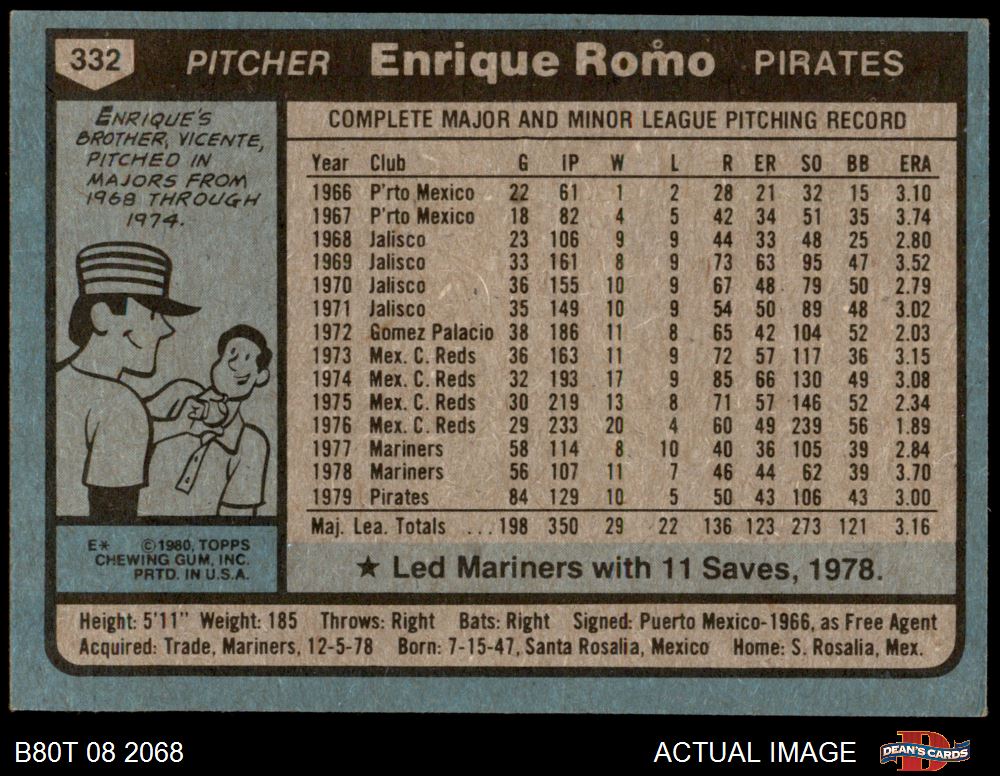 332 PITCHER Enrique Romo PIRATES
ENRIQUE'S
BROTHER, VICENTE,
PITCHED IN
MAJORS FROM
1968 THROUGH
1974.
E* ©1980, TOPPS
CHEWING GUM, INC.
PRTD. IN U.S.A.
COMPLETE MAJOR AND MINOR LEAGUE PITCHING RECORD
Year Club G IP W L R ER SO BB ERA
1966 P'rto Mexico 22 61 1 2 28 21 32 15 3.10
1967 P'rto Mexico 18 82 4 5 42 34 51 35 3.74
1968 Jalisco 23 106 9 9 44 33 48 25 2.80
1969 Jalisco 33 161 8 9 73 63 95 47 3.52
1970 Jalisco 36 155 10 9 67 48 79 50 2.79
1971 Jalisco 35 149 10 9 54 50 89 48 3.02
1972 Gomez Palacio 38 186 11 8 65 42 104 52 2.03
1973 Mex. C. Reds 36 163 11 9 72 57 117 36 3.15
1974 Mex. C. Reds 32 193 17 9 85 66 130 49 3.08
1975 Mex. C. Reds 30 219 13 8 71 57 146 52 2.34
1976 Mex. C. Reds 29 233 20 4 60 49 239 56 1.89
1977 Mariners 58 114 8 10 40 36 105 39 2.84
1978 Mariners 56 107 11 7 46 44 62 39 3.70
1979 Pirates 84 129 10 5 50 43 106 43 3.00
Maj. Lea. Totals ... 198 350 29 22 136 123 273 121 3.16
★ Led Mariners with 11 Saves, 1978.
Height: 5'11" Weight: 185 Throws: Right Bats: Right Signed: Puerto Mexico-1966, as Free Agent
Acquired: Trade, Mariners, 12-5-78 Born: 7-15-47, Santa Rosalia, Mexico Home: S. Rosalia, Mex.
B80T 08 2068 ACTUAL IMAGE D DEAN'S CARDS